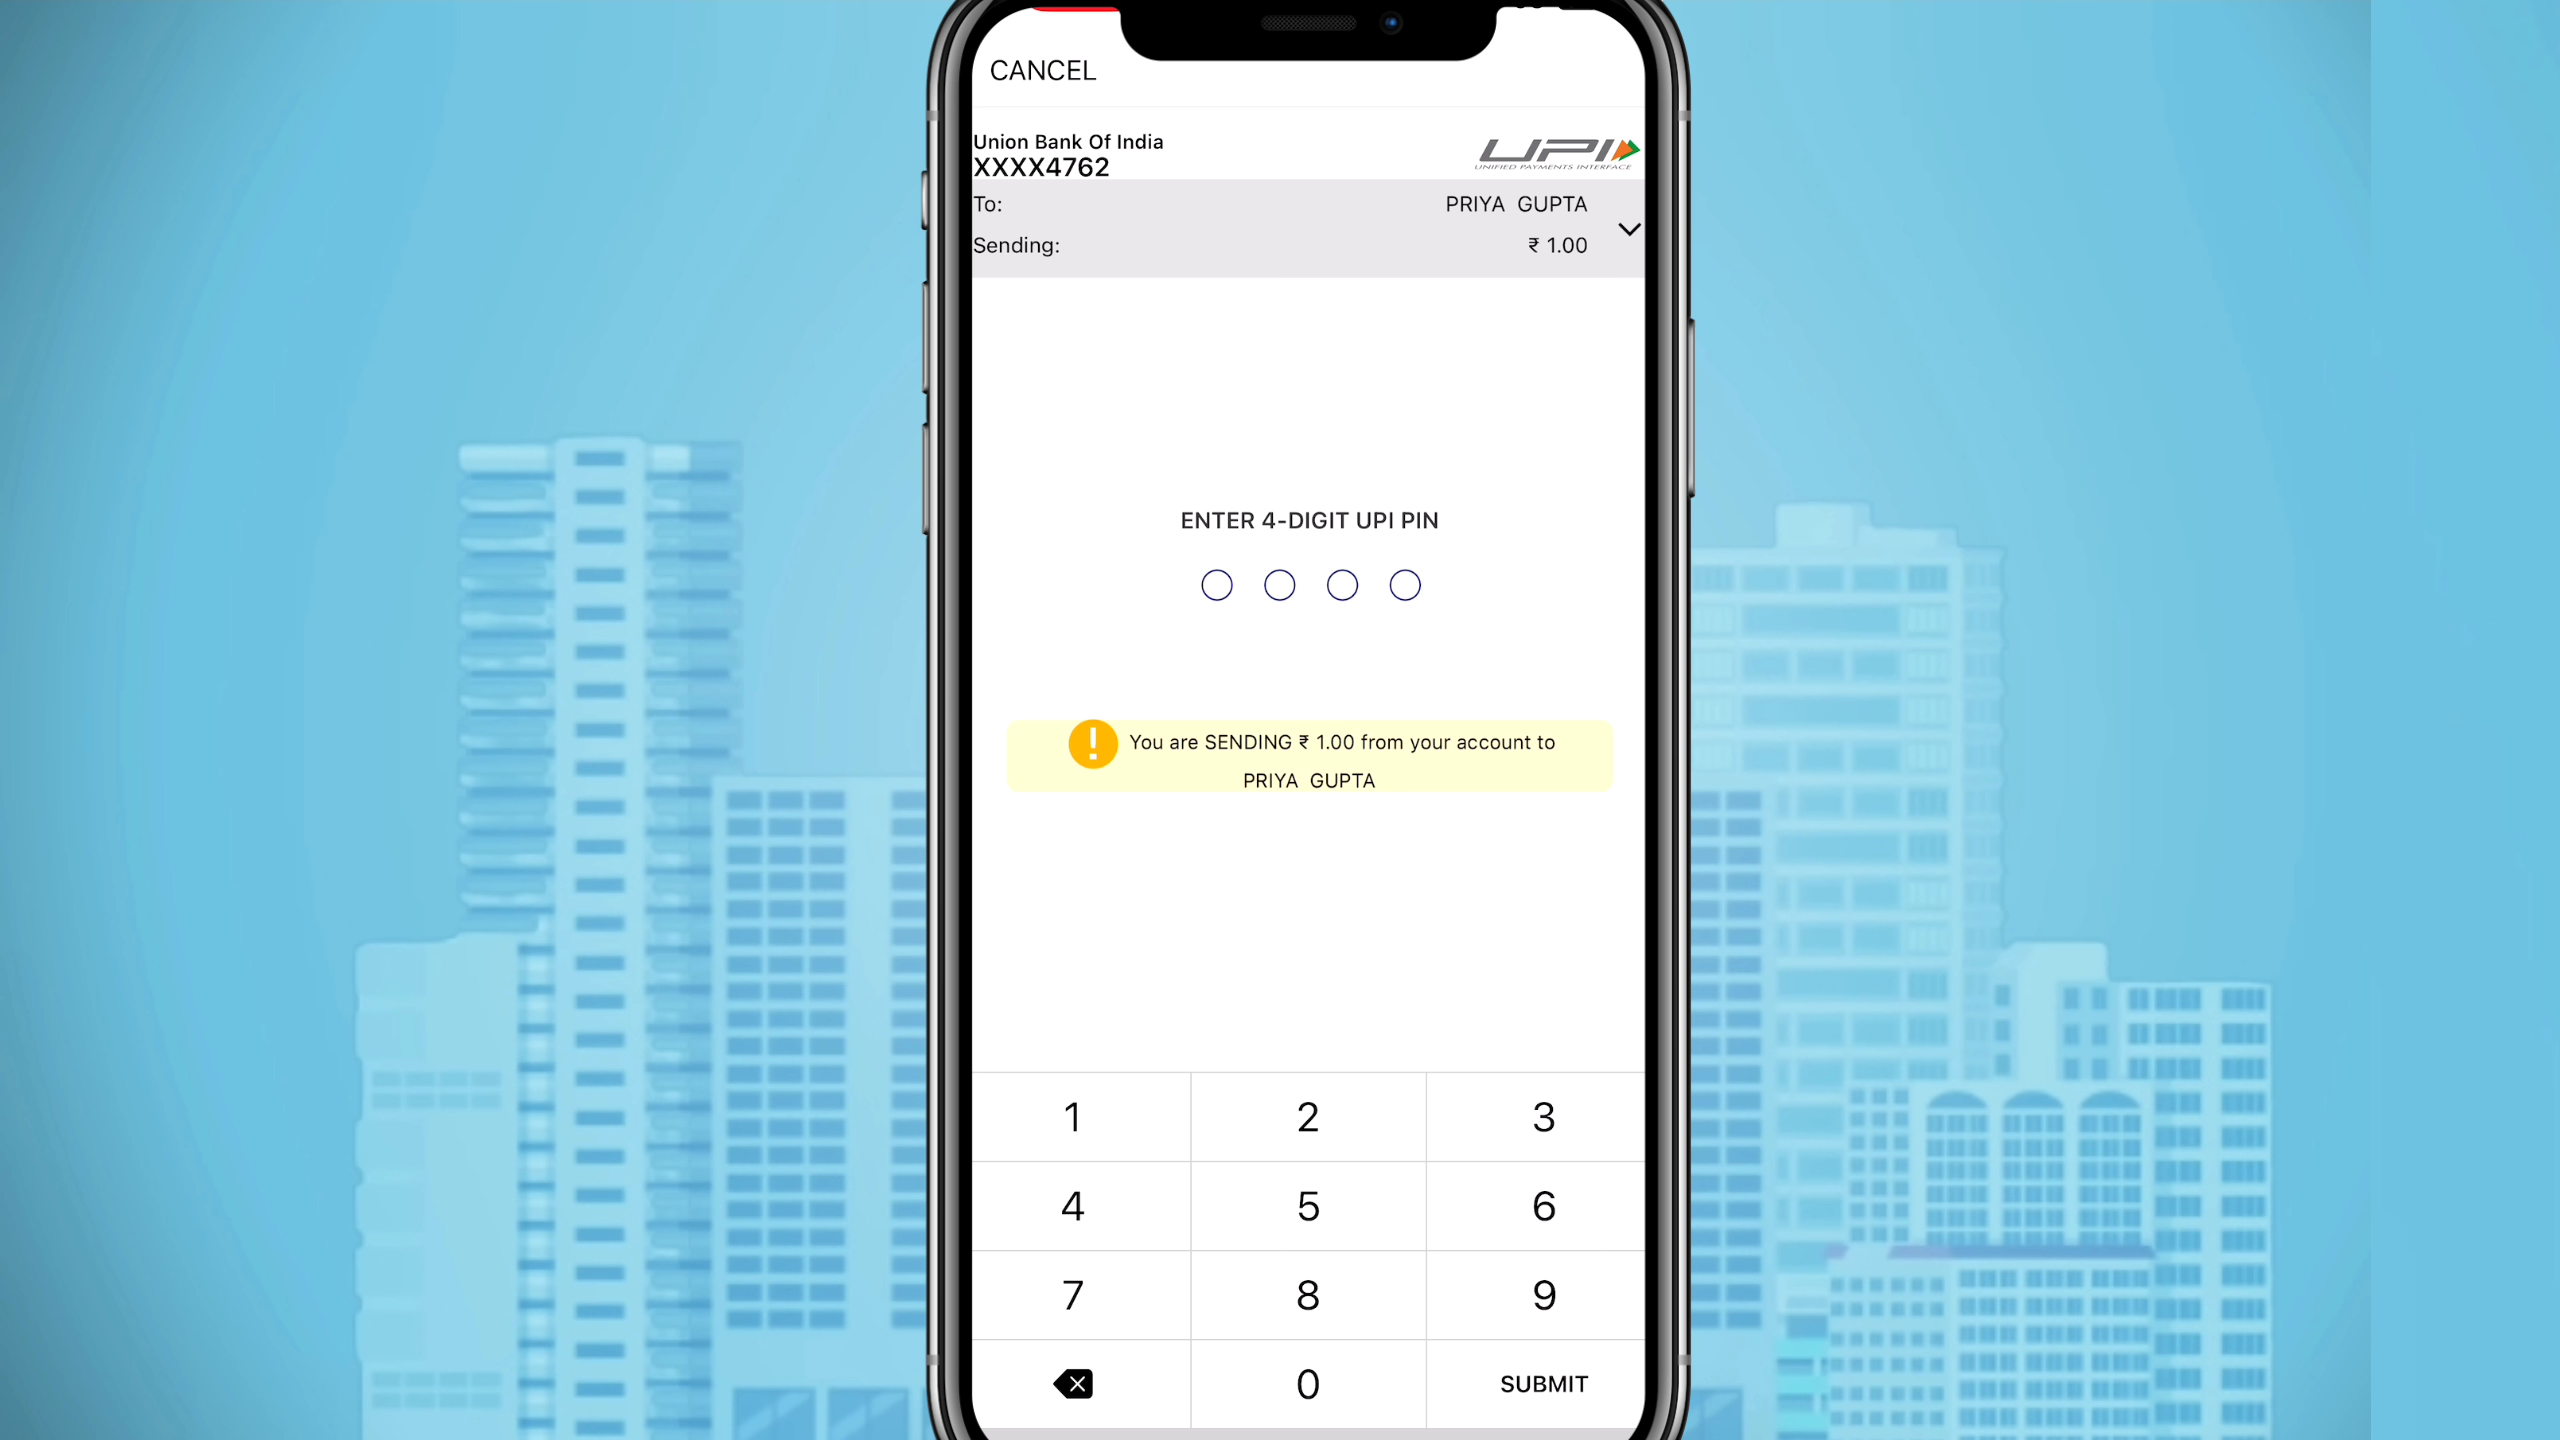 CANCEL
Union Bank Of India
XXXX4762
UPI
UNIFIED PAYMENTS INTERFACE
To: PRIYA GUPTA
Sending: ₹ 1.00
ENTER 4-DIGIT UPI PIN
You are SENDING ₹ 1.00 from your account to
PRIYA GUPTA
1 2 3
4 5 6
7 8 9
0 SUBMIT